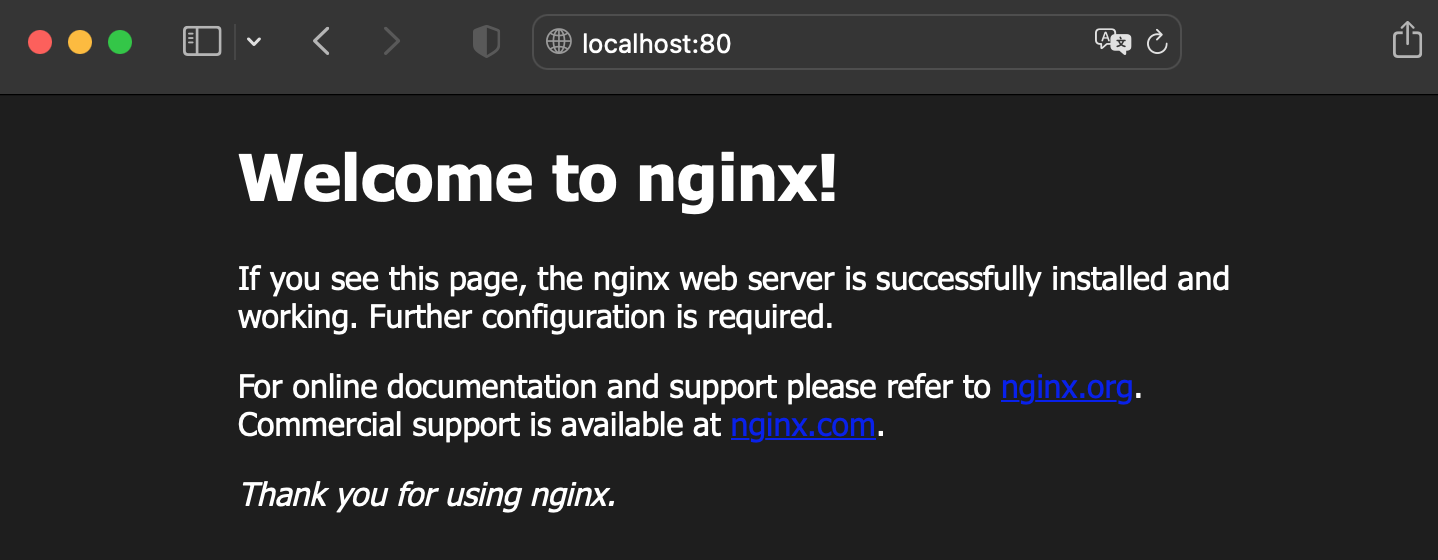 localhost:80
Welcome to nginx!
If you see this page, the nginx web server is successfully installed and
working. Further configuration is required.
For online documentation and support please refer to nginx.org.
Commercial support is available at nginx.com.
Thank you for using nginx.